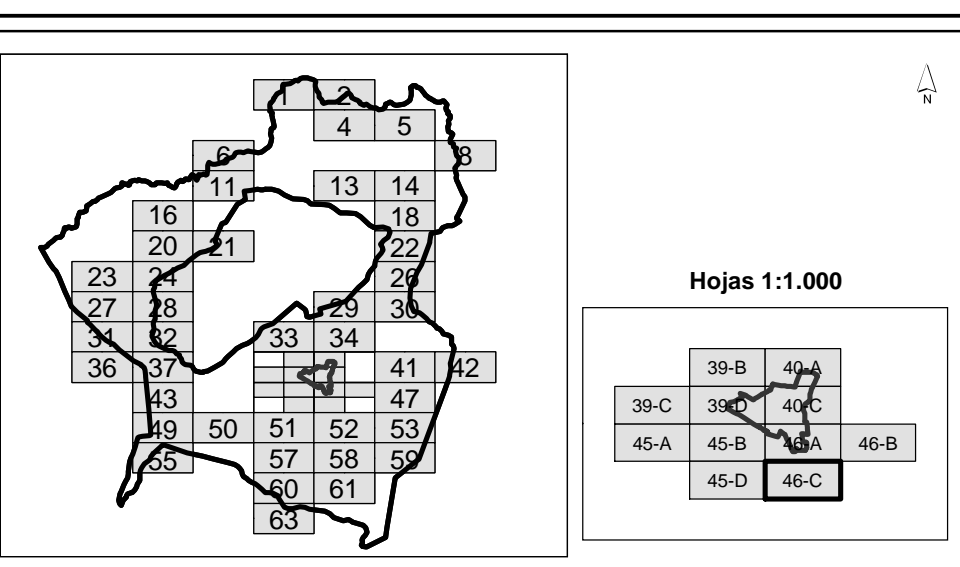 N
1 2
4 5
6 8
11 13 14
16 18
20 21 22
23 24 26
27 28 29 30
31 32 33 34
36 37 41 42
43 47
49 50 51 52 53
55 57 58 59
60 61
63
Hojas 1:1.000
39-B 40-A
39-C 39-D 40-C
45-A 45-B 46-A 46-B
45-D 46-C